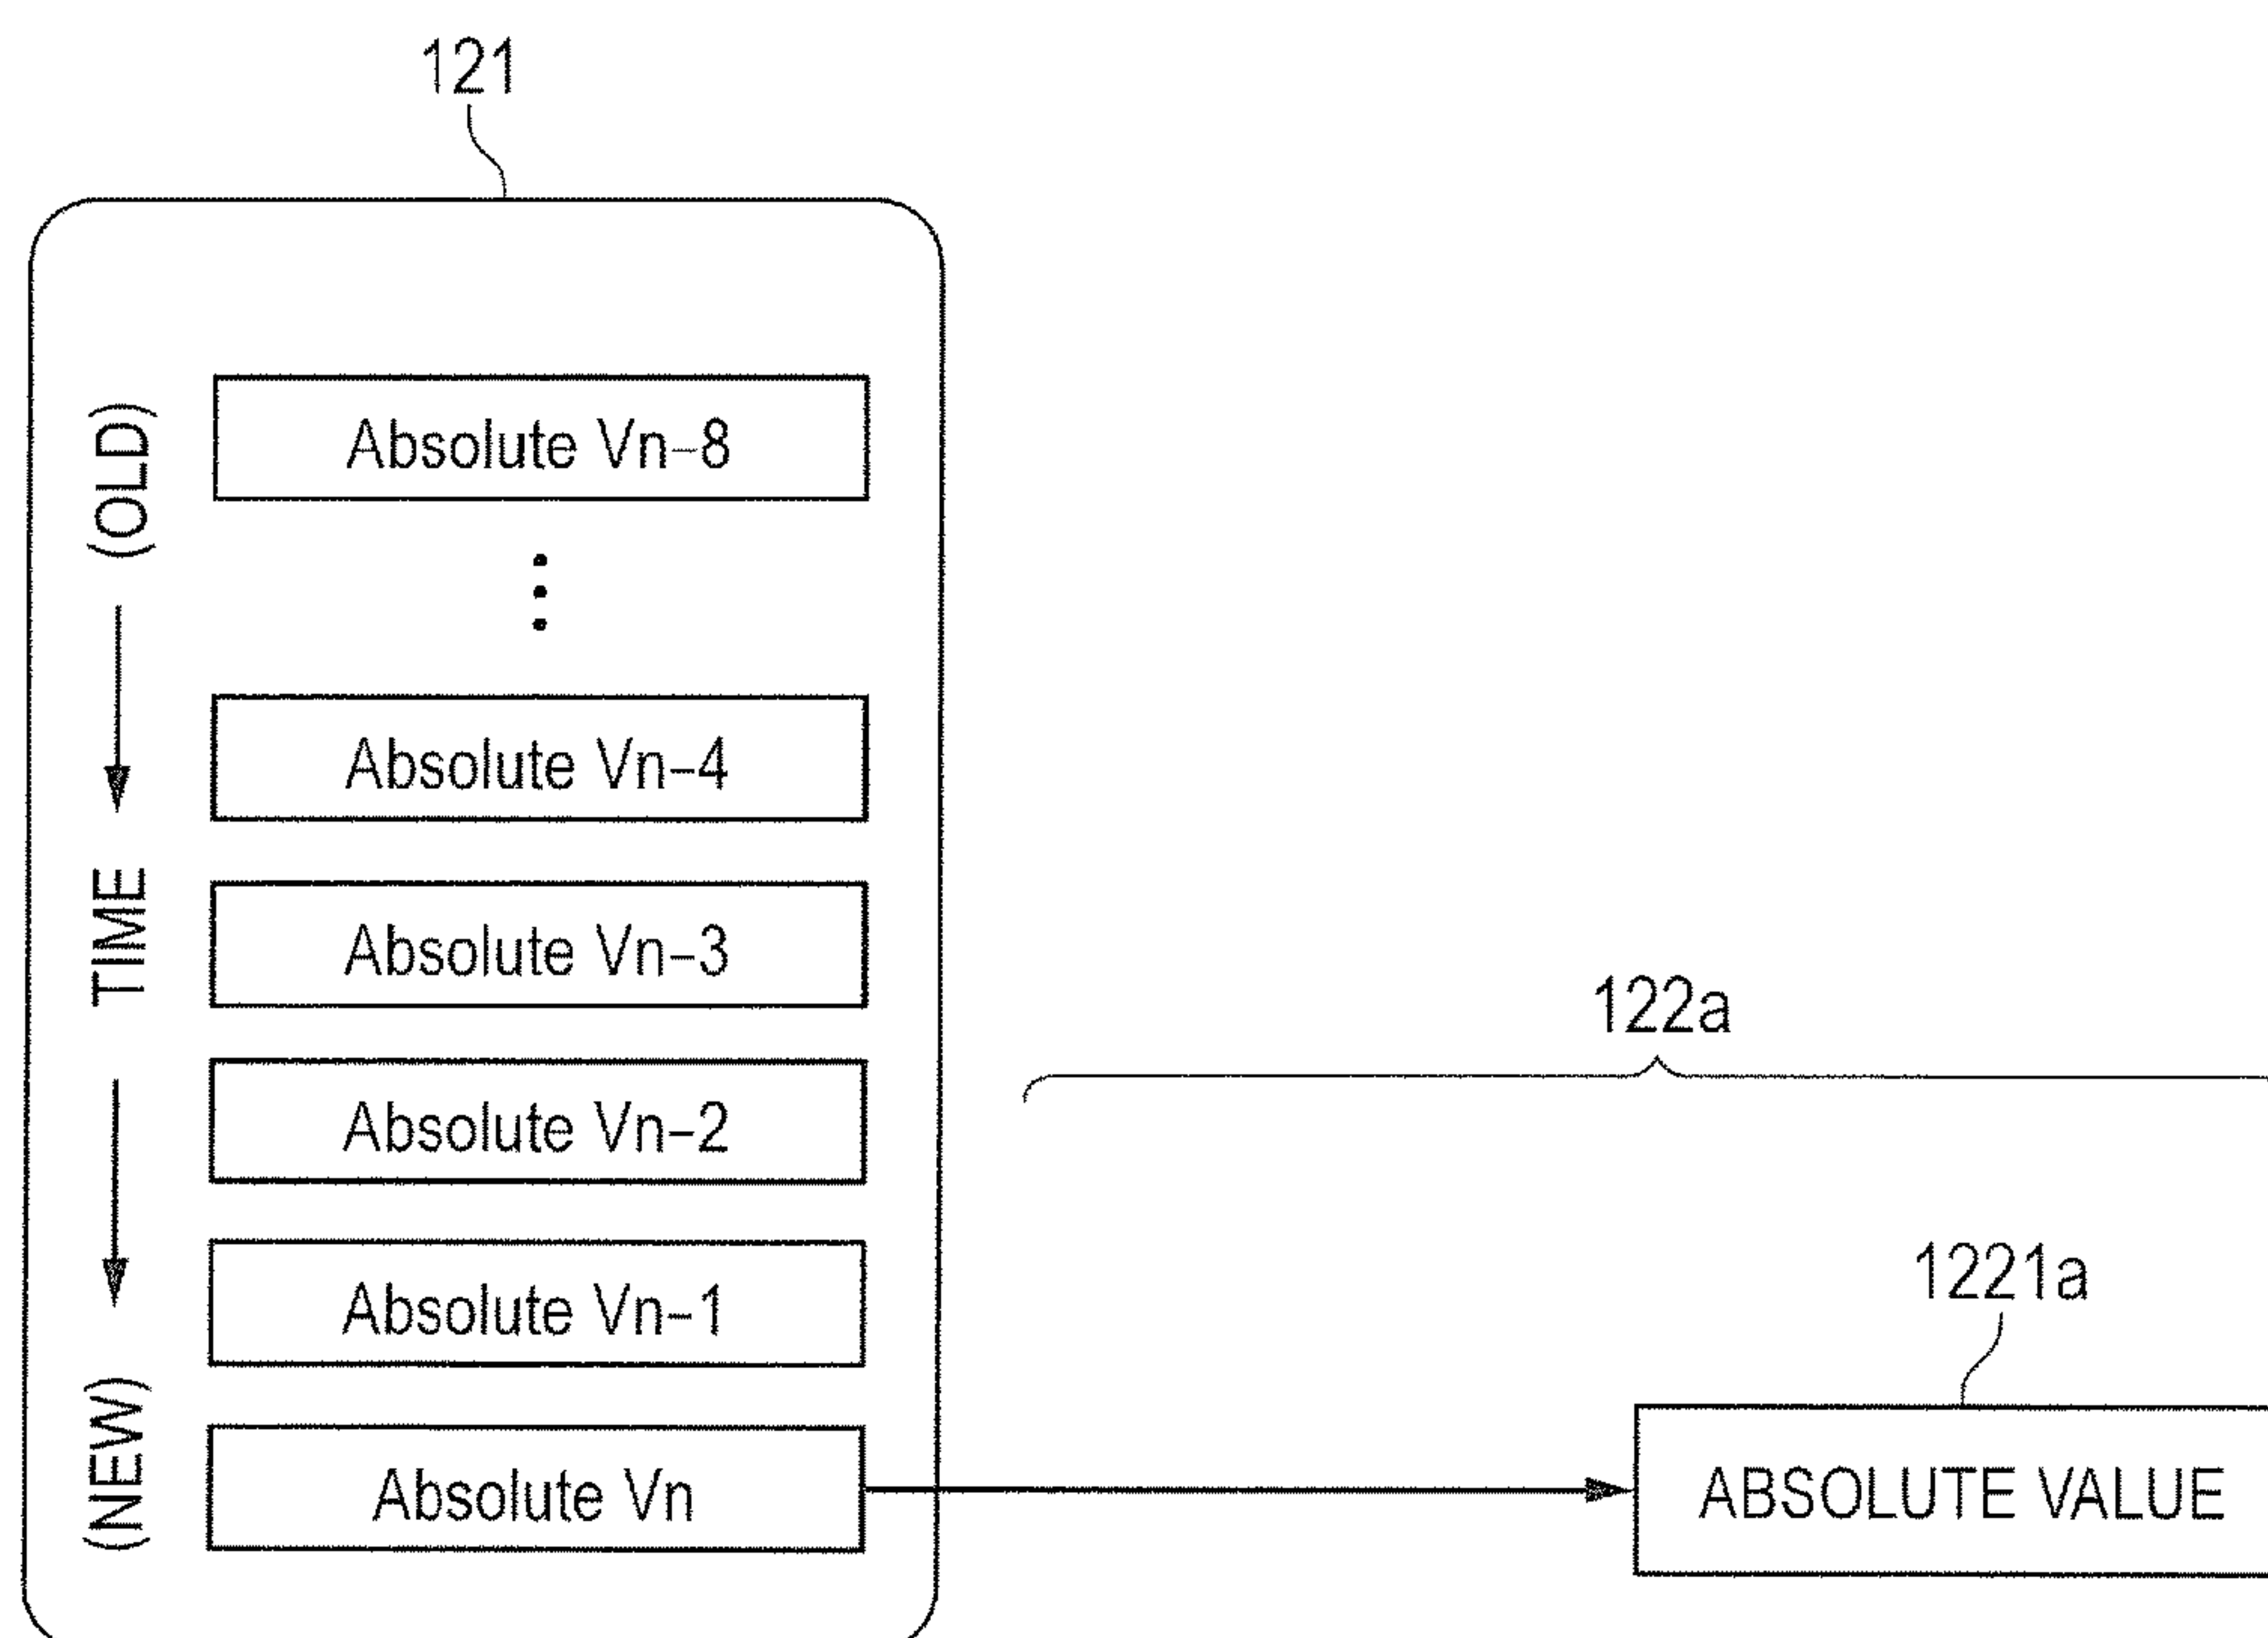 121
(OLD)
TIME
(NEW)
Absolute Vn–8
Absolute Vn–4
Absolute Vn–3
Absolute Vn–2
Absolute Vn–1
Absolute Vn
122a
1221a
ABSOLUTE VALUE